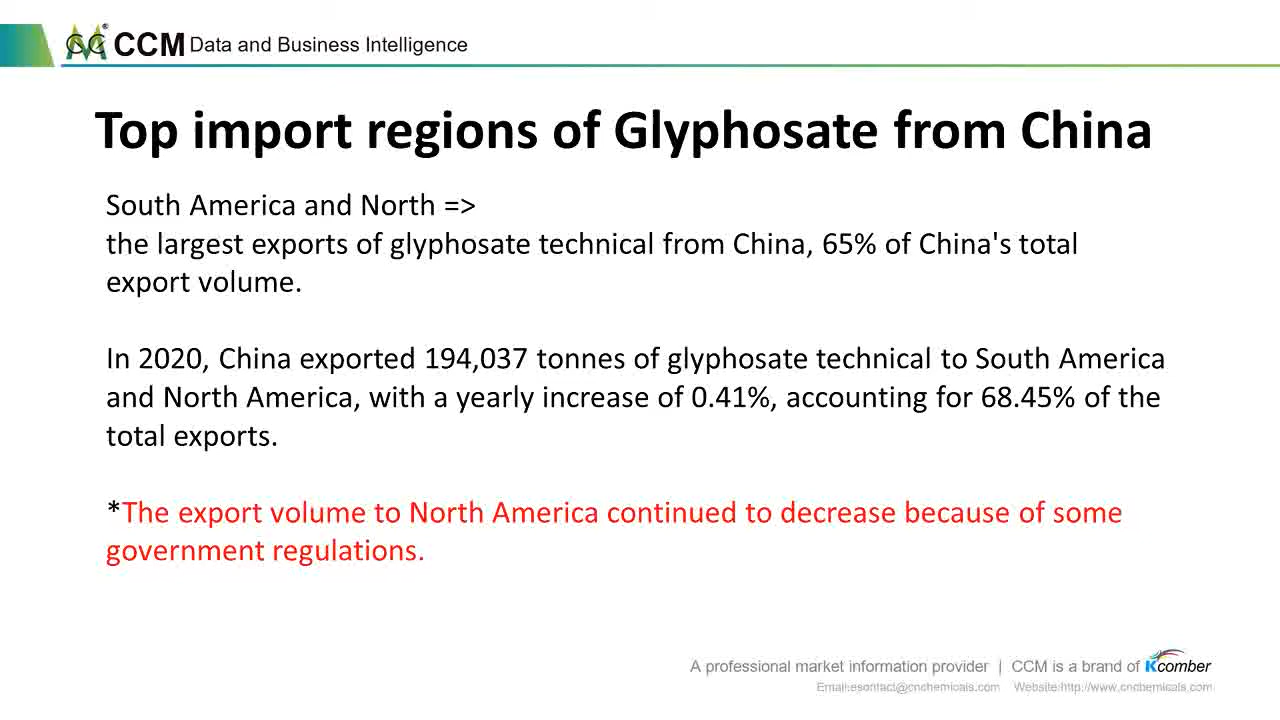 CCM Data and Business Intelligence
Top import regions of Glyphosate from China
South America and North =>
the largest exports of glyphosate technical from China, 65% of China's total
export volume.
In 2020, China exported 194,037 tonnes of glyphosate technical to South America
and North America, with a yearly increase of 0.41%, accounting for 68.45% of the
total exports.
*The export volume to North America continued to decrease because of some
government regulations.
A professional market information provider | CCM is a brand of Kcomber
Email:esontact@cnchemicals.com Website:http://www.cnchemicals.com